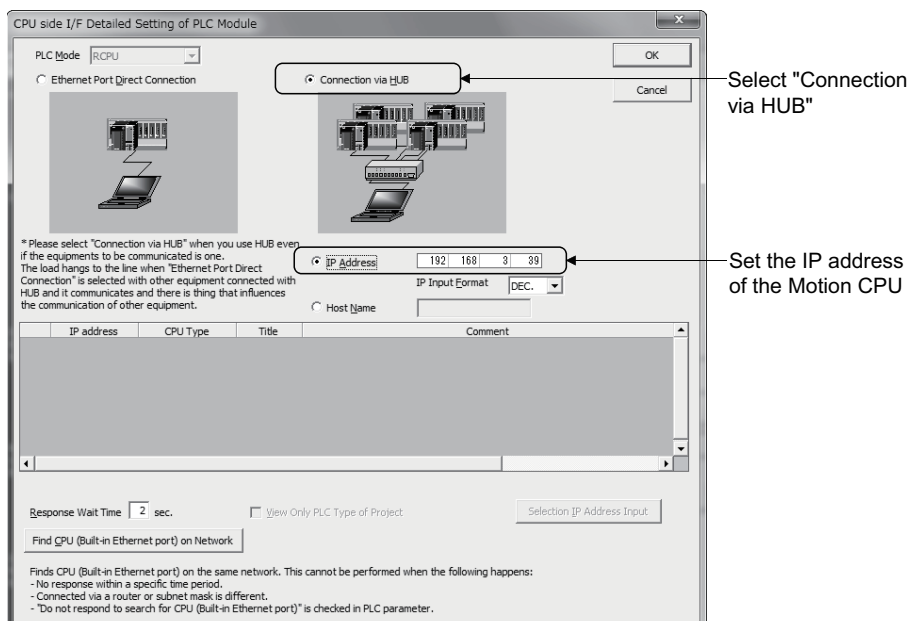 CPU side I/F Detailed Setting of PLC Module
x
PLC Mode RCPU
OK
Ethernet Port Direct Connection
Connection via HUB
Cancel
Select "Connection
via HUB"
* Please select "Connection via HUB" when you use HUB even
if the equipments to be communicated is one.
The load hangs to the line when "Ethernet Port Direct
Connection" is selected with other equipment connected with
HUB and it communicates and there is thing that influences
the communication of other equipment.
IP Address 192 168 3 39
Set the IP address
of the Motion CPU
IP Input Format DEC.
Host Name
IP address CPU Type Title Comment
Response Wait Time 2 sec.
View Only PLC Type of Project
Selection IP Address Input
Find CPU (Built-in Ethernet port) on Network
Finds CPU (Built-in Ethernet port) on the same network. This cannot be performed when the following happens:
- No response within a specific time period.
- Connected via a router or subnet mask is different.
- "Do not respond to search for CPU (Built-in Ethernet port)" is checked in PLC parameter.